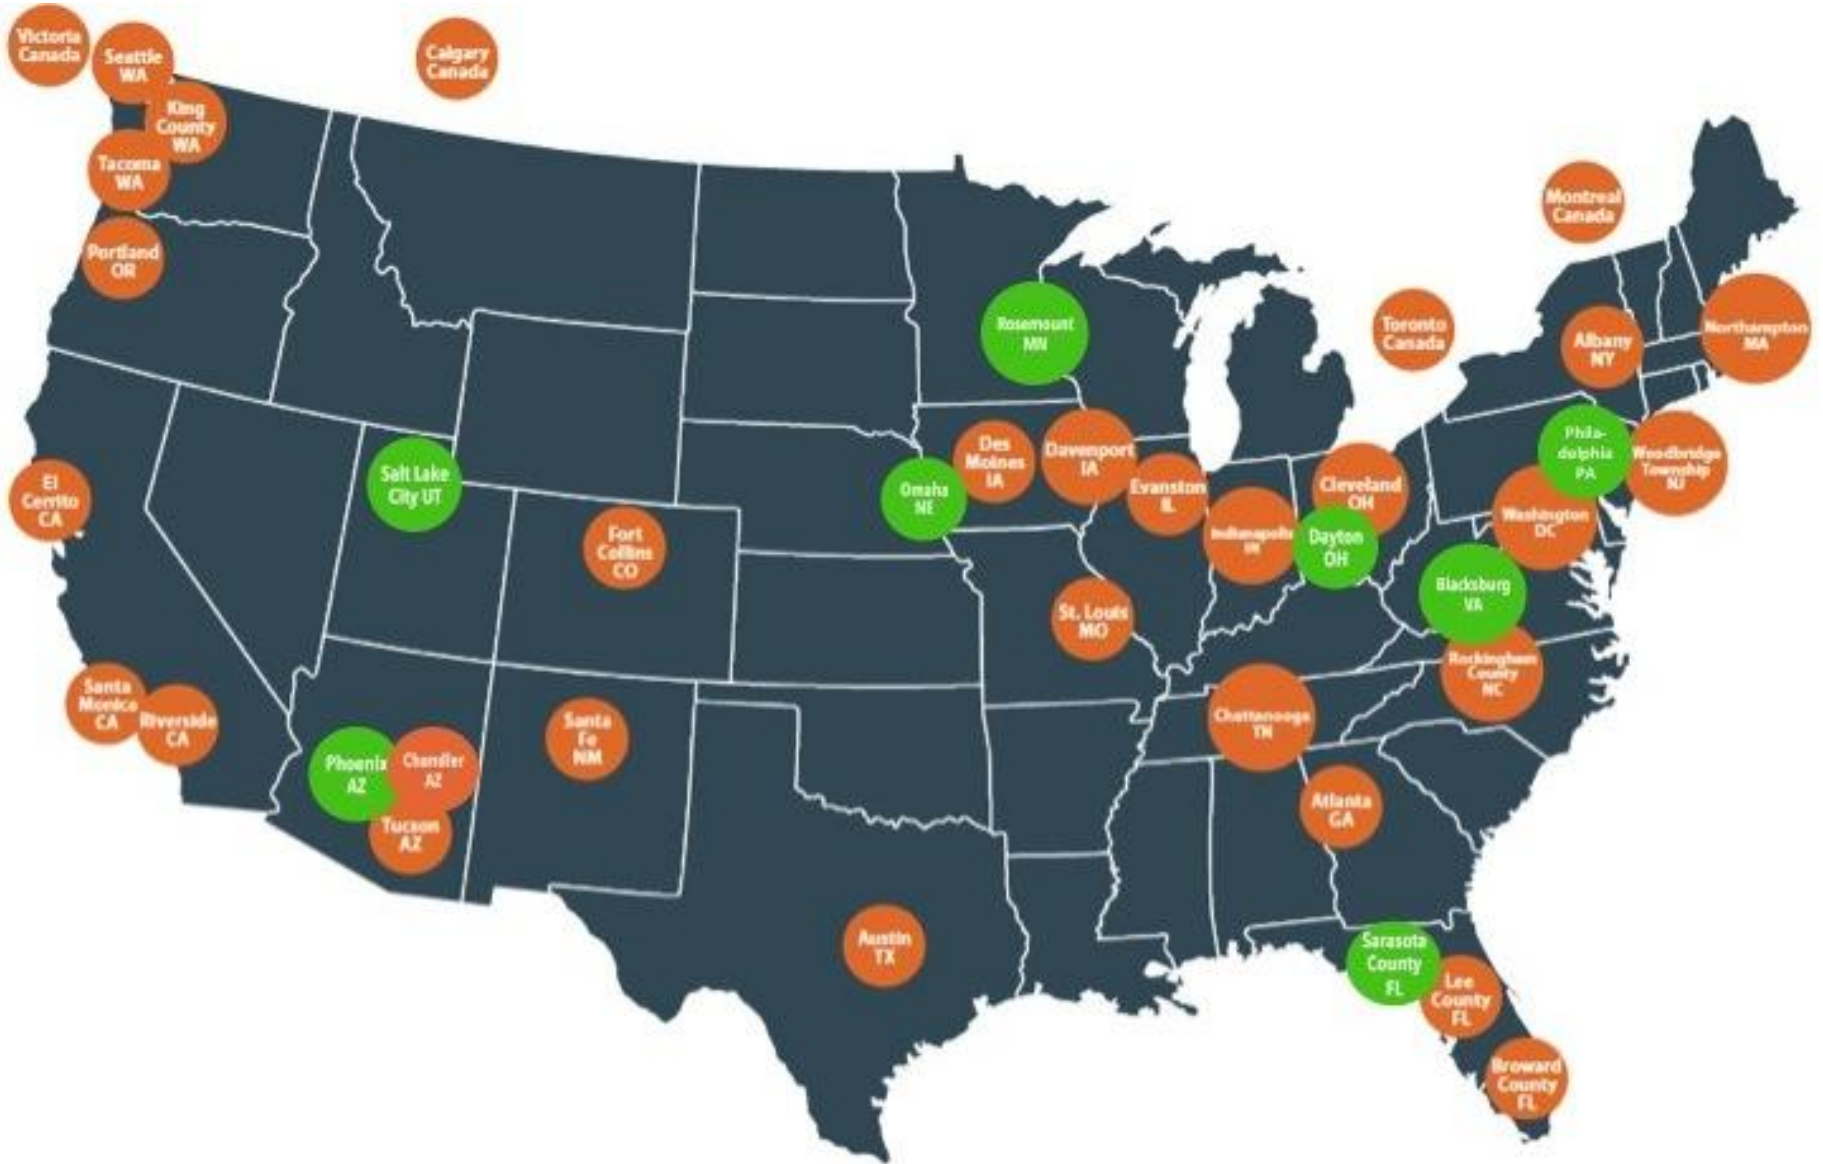 Victoria
Canada
Seattle
WA
Calgary
Canada
King
County
WA
Tacoma
WA
Portland
OR
Montreal
Canada
Toronto
Canada
Northampton
MA
Albany
NY
Rosemount
MN
Salt Lake
City UT
El
Cerrito
CA
Omaha
NE
Des
Moines
IA
Davenport
IA
Evanston
IL
Cleveland
OH
Indianapolis
IN
Dayton
OH
Phila-
delphia
PA
Woodbridge
Township
NJ
Washington
DC
Fort
Collins
CO
St. Louis
MO
Blacksburg
VA
Rockingham
County
NC
Santa
Monica
CA
Riverside
CA
Phoenix
AZ
Chandler
AZ
Tucson
AZ
Santa
Fe
NM
Chattanooga
TN
Atlanta
GA
Austin
TX
Sarasota
County
FL
Lee
County
FL
Broward
County
FL